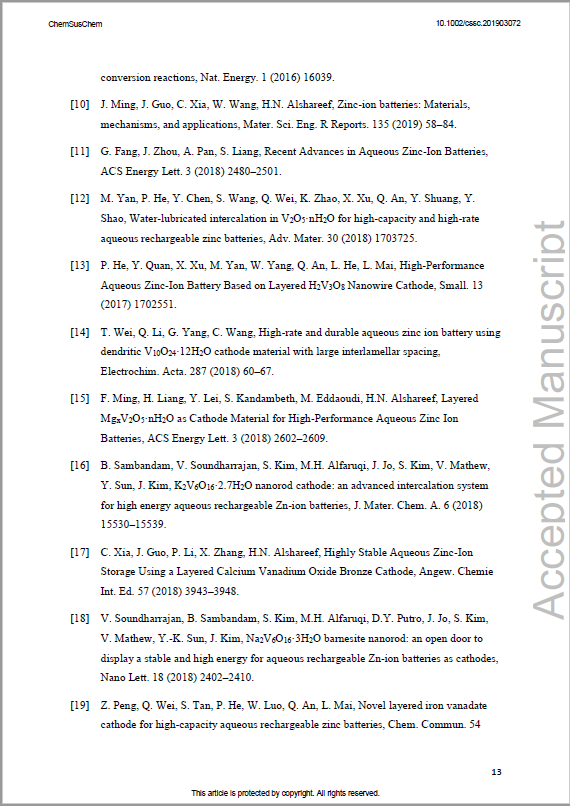 ChemSusChem
10.1002/cssc.201903072
conversion reactions, Nat. Energy. 1 (2016) 16039.
[10] J. Ming, J. Guo, C. Xia, W. Wang, H.N. Alshareef, Zinc-ion batteries: Materials,
mechanisms, and applications, Mater. Sci. Eng. R Reports. 135 (2019) 58–84.
[11] G. Fang, J. Zhou, A. Pan, S. Liang, Recent Advances in Aqueous Zinc-Ion Batteries,
ACS Energy Lett. 3 (2018) 2480–2501.
[12] M. Yan, P. He, Y. Chen, S. Wang, Q. Wei, K. Zhao, X. Xu, Q. An, Y. Shuang, Y.
Shao, Water-lubricated intercalation in V2O5·nH2O for high-capacity and high-rate
aqueous rechargeable zinc batteries, Adv. Mater. 30 (2018) 1703725.
[13] P. He, Y. Quan, X. Xu, M. Yan, W. Yang, Q. An, L. He, L. Mai, High-Performance
Aqueous Zinc-Ion Battery Based on Layered H2V3O8 Nanowire Cathode, Small. 13
(2017) 1702551.
[14] T. Wei, Q. Li, G. Yang, C. Wang, High-rate and durable aqueous zinc ion battery using
dendritic V10O24·12H2O cathode material with large interlamellar spacing,
Electrochim. Acta. 287 (2018) 60–67.
[15] F. Ming, H. Liang, Y. Lei, S. Kandambeth, M. Eddaoudi, H.N. Alshareef, Layered
MgxV2O5·nH2O as Cathode Material for High-Performance Aqueous Zinc Ion
Batteries, ACS Energy Lett. 3 (2018) 2602–2609.
[16] B. Sambandam, V. Soundharrajan, S. Kim, M.H. Alfaruqi, J. Jo, S. Kim, V. Mathew,
Y. Sun, J. Kim, K2V6O16·2.7H2O nanorod cathode: an advanced intercalation system
for high energy aqueous rechargeable Zn-ion batteries, J. Mater. Chem. A. 6 (2018)
15530–15539.
[17] C. Xia, J. Guo, P. Li, X. Zhang, H.N. Alshareef, Highly Stable Aqueous Zinc-Ion
Storage Using a Layered Calcium Vanadium Oxide Bronze Cathode, Angew. Chemie
Int. Ed. 57 (2018) 3943–3948.
[18] V. Soundharrajan, B. Sambandam, S. Kim, M.H. Alfaruqi, D.Y. Putro, J. Jo, S. Kim,
V. Mathew, Y.-K. Sun, J. Kim, Na2V6O16·3H2O barnesite nanorod: an open door to
display a stable and high energy for aqueous rechargeable Zn-ion batteries as cathodes,
Nano Lett. 18 (2018) 2402–2410.
[19] Z. Peng, Q. Wei, S. Tan, P. He, W. Luo, Q. An, L. Mai, Novel layered iron vanadate
cathode for high-capacity aqueous rechargeable zinc batteries, Chem. Commun. 54
13
This article is protected by copyright. All rights reserved.
Accepted Manuscript